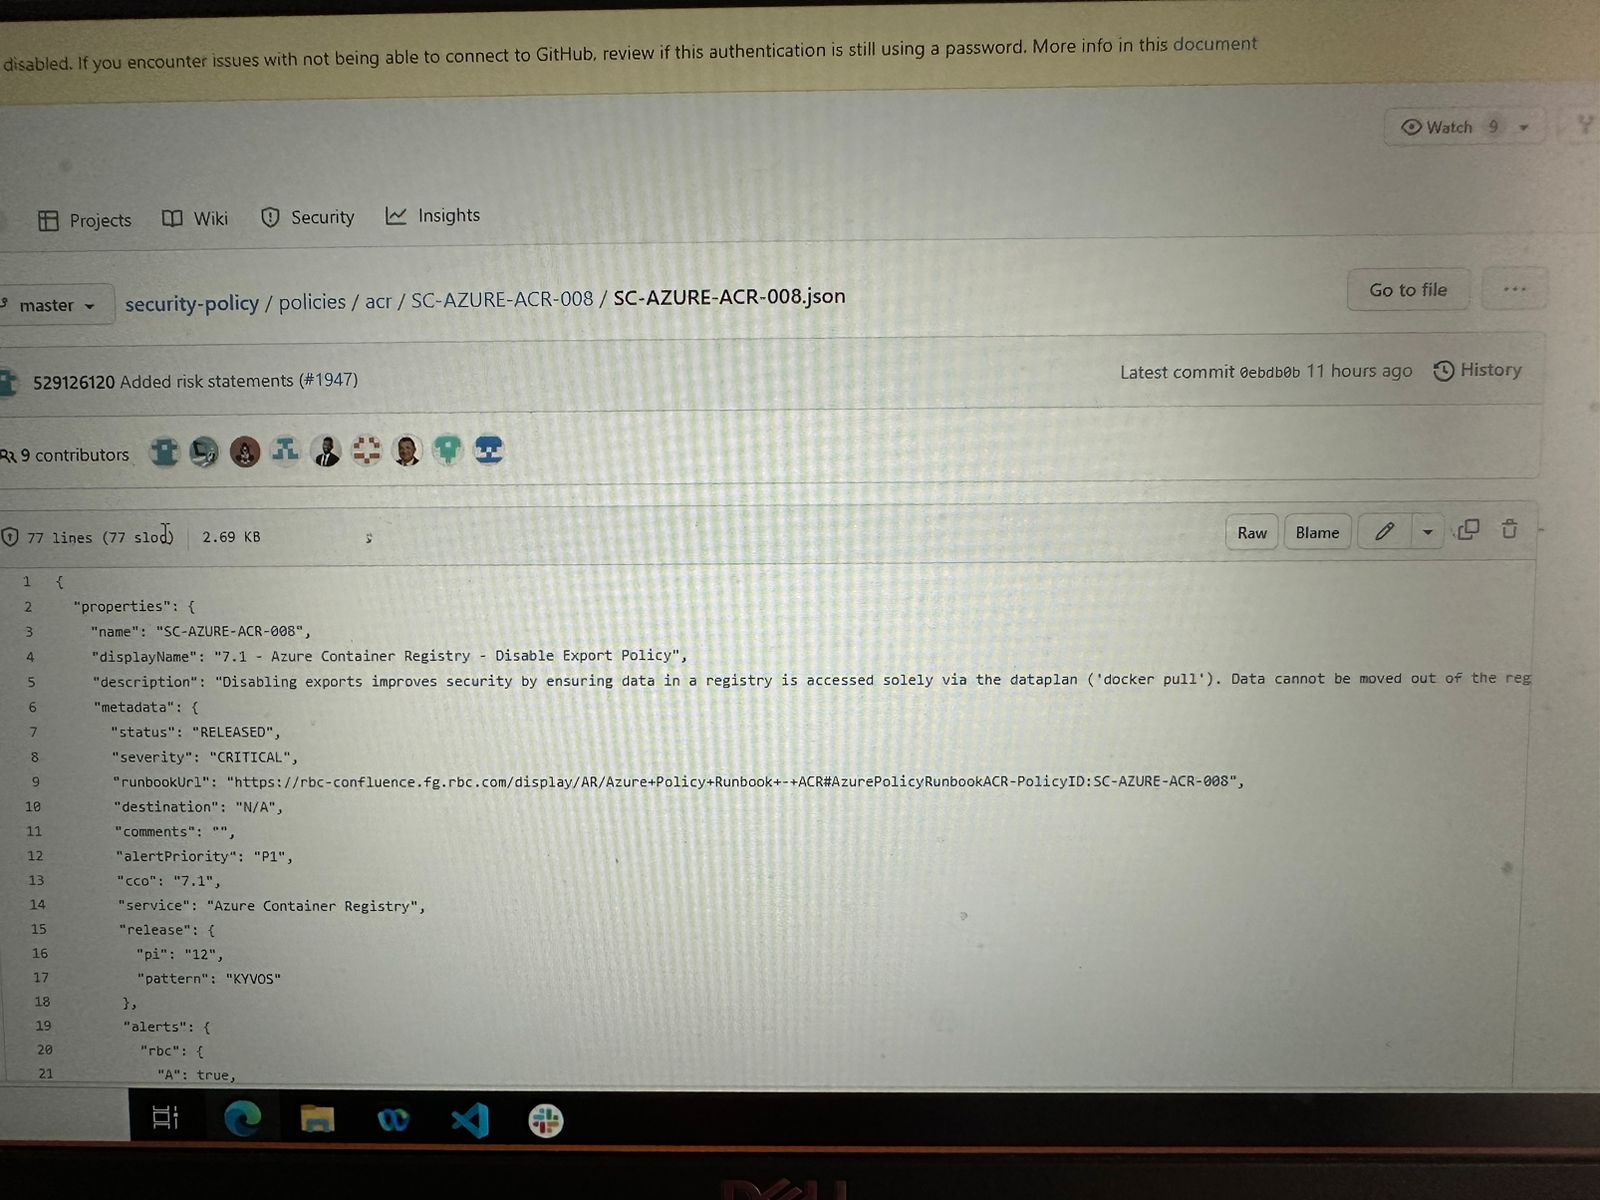 disabled. If you encounter issues with not being able to connect to GitHub, review if this authentication is still using a password. More info in this document
Watch 9
Projects Wiki Security Insights
master security-policy / policies / acr / SC-AZURE-ACR-008 / SC-AZURE-ACR-008.json Go to file ...
529126120 Added risk statements (#1947) Latest commit 0ebdb0b 11 hours ago History
9 contributors
77 lines (77 sloc) 2.69 KB Raw Blame
1 {
2 "properties": {
3 "name": "SC-AZURE-ACR-008",
4 "displayName": "7.1 - Azure Container Registry - Disable Export Policy",
5 "description": "Disabling exports improves security by ensuring data in a registry is accessed solely via the dataplan ('docker pull'). Data cannot be moved out of the reg
6 "metadata": {
7 "status": "RELEASED",
8 "severity": "CRITICAL",
9 "runbookUrl": "https://rbc-confluence.fg.rbc.com/display/AR/Azure+Policy+Runbook+-+ACR#AzurePolicyRunbookACR-PolicyID:SC-AZURE-ACR-008",
10 "destination": "N/A",
11 "comments": "",
12 "alertPriority": "P1",
13 "cco": "7.1",
14 "service": "Azure Container Registry",
15 "release": {
16 "pi": "12",
17 "pattern": "KYVOS"
18 },
19 "alerts": {
20 "rbc": {
21 "A": true,
DELL